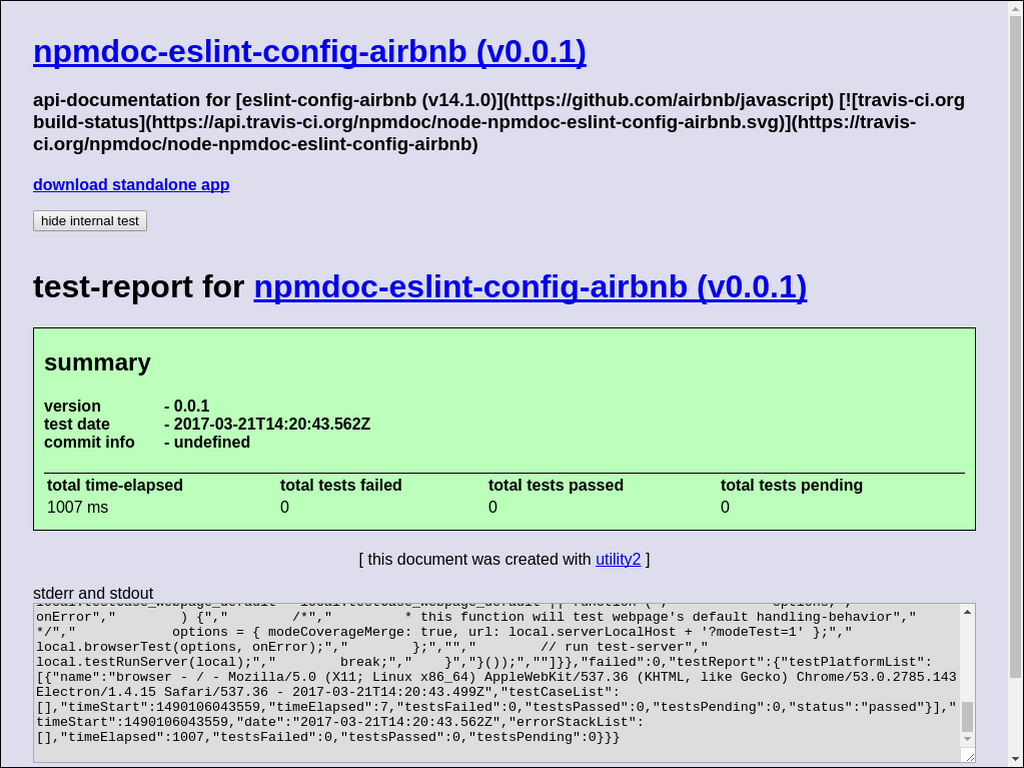 npmdoc-eslint-config-airbnb (v0.0.1)
api-documentation for [eslint-config-airbnb (v14.1.0)](https://github.com/airbnb/javascript) [![travis-ci.org
build-status](https://api.travis-ci.org/npmdoc/node-npmdoc-eslint-config-airbnb.svg)](https://travis-
ci.org/npmdoc/node-npmdoc-eslint-config-airbnb)
download standalone app
hide internal test
test-report for npmdoc-eslint-config-airbnb (v0.0.1)
summary
version - 0.0.1
test date - 2017-03-21T14:20:43.562Z
commit info - undefined
total time-elapsed total tests failed total tests passed total tests pending
1007 ms 0 0 0
[ this document was created with utility2 ]
stderr and stdout
onError","        ) {","        /*","         * this function will test webpage's default handling-behavior","
*/","            options = { modeCoverageMerge: true, url: local.serverLocalHost + '?modeTest=1' };","
local.browserTest(options, onError);","        };","","        // run test-server","
local.testRunServer(local);","        break;","    }","}());",""]}},"failed":0,"testReport":{"testPlatformList":
[{"name":"browser - / - Mozilla/5.0 (X11; Linux x86_64) AppleWebKit/537.36 (KHTML, like Gecko) Chrome/53.0.2785.143
Electron/1.4.15 Safari/537.36 - 2017-03-21T14:20:43.499Z","testCaseList":
[],"timeStart":1490106043559,"timeElapsed":7,"testsFailed":0,"testsPassed":0,"testsPending":0,"status":"passed"}],"
timeStart":1490106043559,"date":"2017-03-21T14:20:43.562Z","errorStackList":
[],"timeElapsed":1007,"testsFailed":0,"testsPassed":0,"testsPending":0}}}